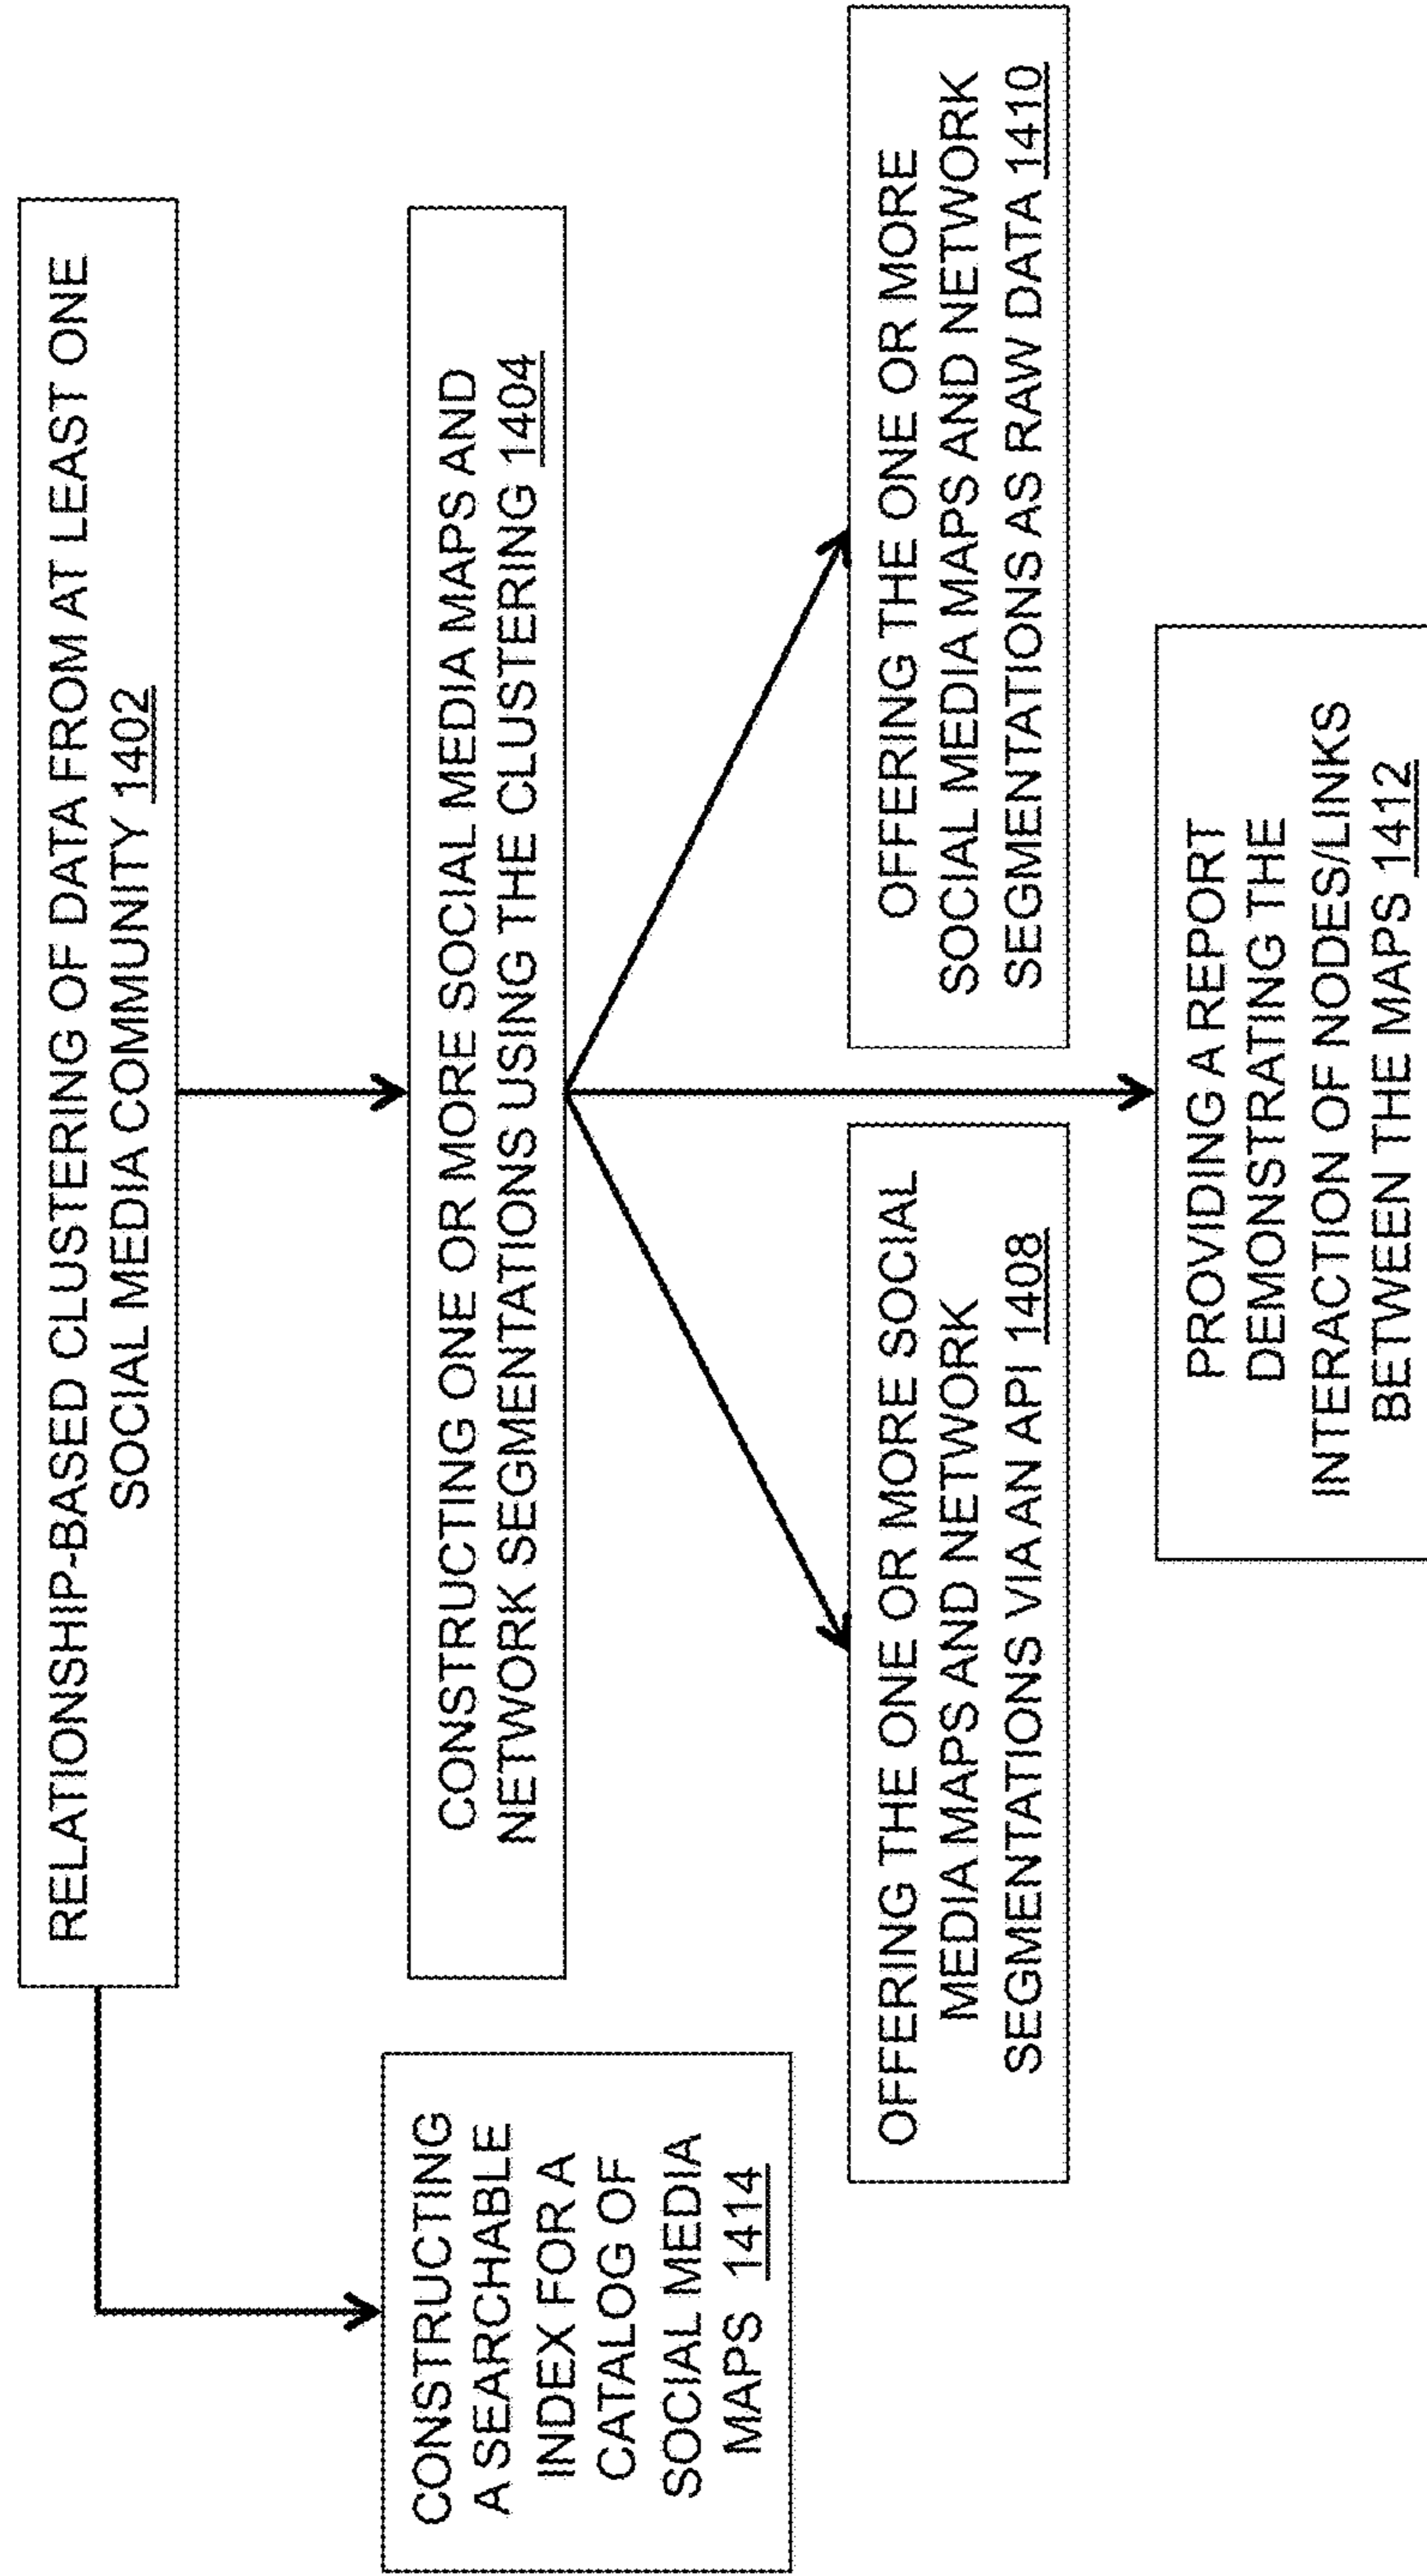 RELATIONSHIP-BASED CLUSTERING OF DATA FROM AT LEAST ONE
SOCIAL MEDIA COMMUNITY 1402
CONSTRUCTING
A SEARCHABLE
INDEX FOR A
CATALOG OF
SOCIAL MEDIA
MAPS 1414
CONSTRUCTING ONE OR MORE SOCIAL MEDIA MAPS AND
NETWORK SEGMENTATIONS USING THE CLUSTERING 1404
OFFERING THE ONE OR MORE SOCIAL
MEDIA MAPS AND NETWORK
SEGMENTATIONS VIA AN API 1408
OFFERING THE ONE OR MORE
SOCIAL MEDIA MAPS AND NETWORK
SEGMENTATIONS AS RAW DATA 1410
PROVIDING A REPORT
DEMONSTRATING THE
INTERACTION OF NODES/LINKS
BETWEEN THE MAPS 1412